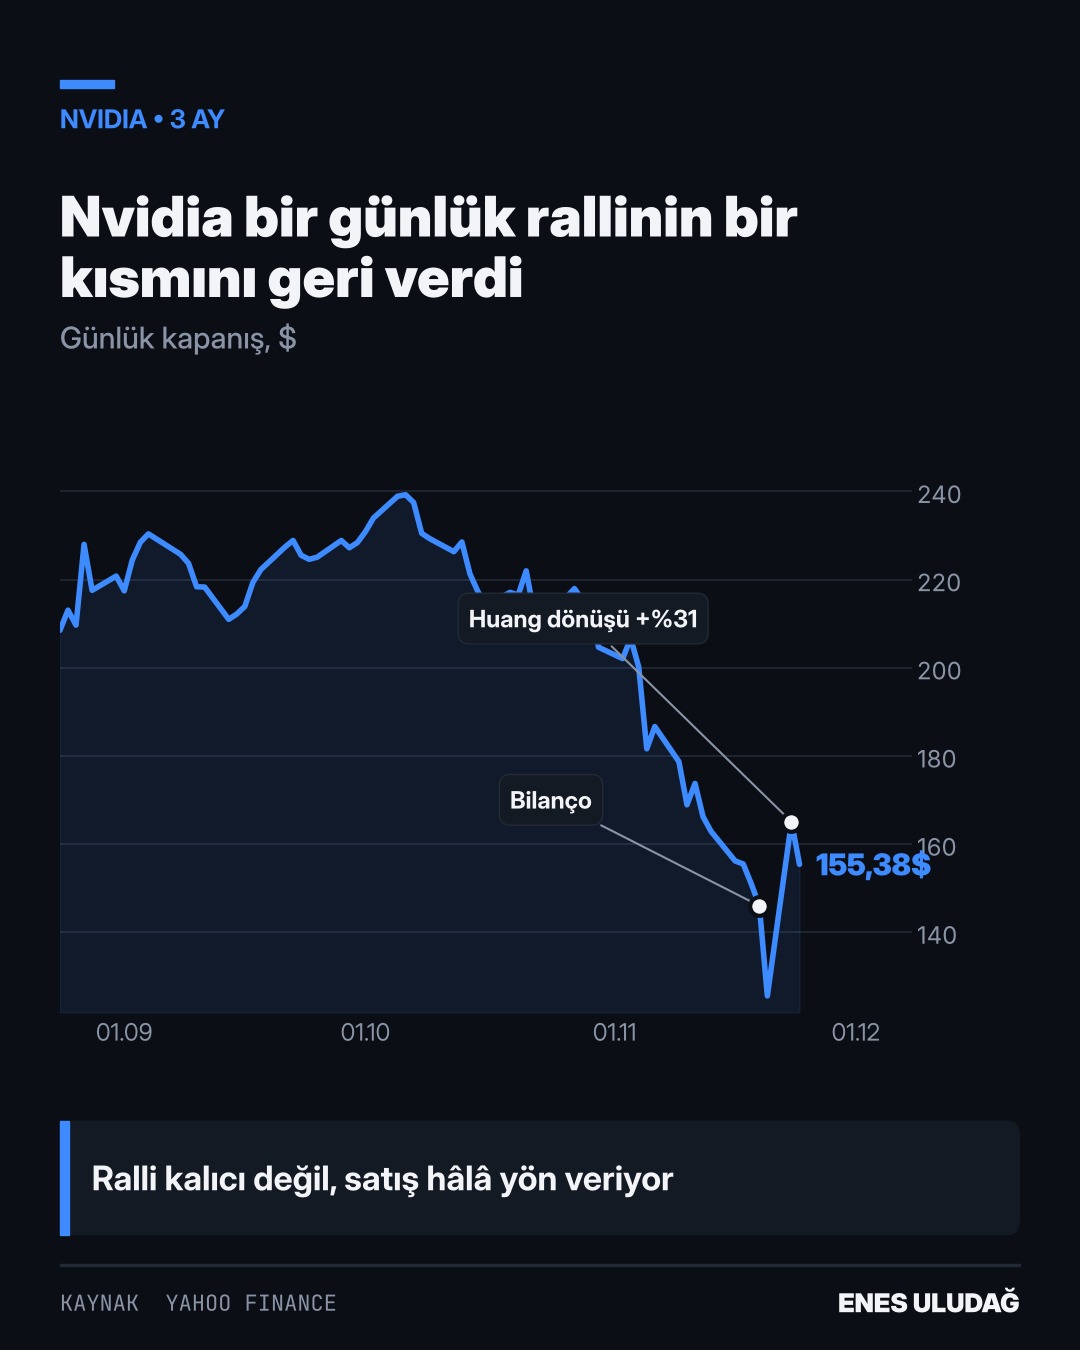 NVIDIA • 3 AY
Nvidia bir günlük rallinin bir
kısmını geri verdi
Günlük kapanış, $
240
220
Huang dönüşü +%31
200
180
Bilanço
160
155,38$
140
01.09
01.10
01.11
01.12
Ralli kalıcı değil, satış hâlâ yön veriyor
KAYNAK YAHOO FINANCE
ENES ULUDAĞ